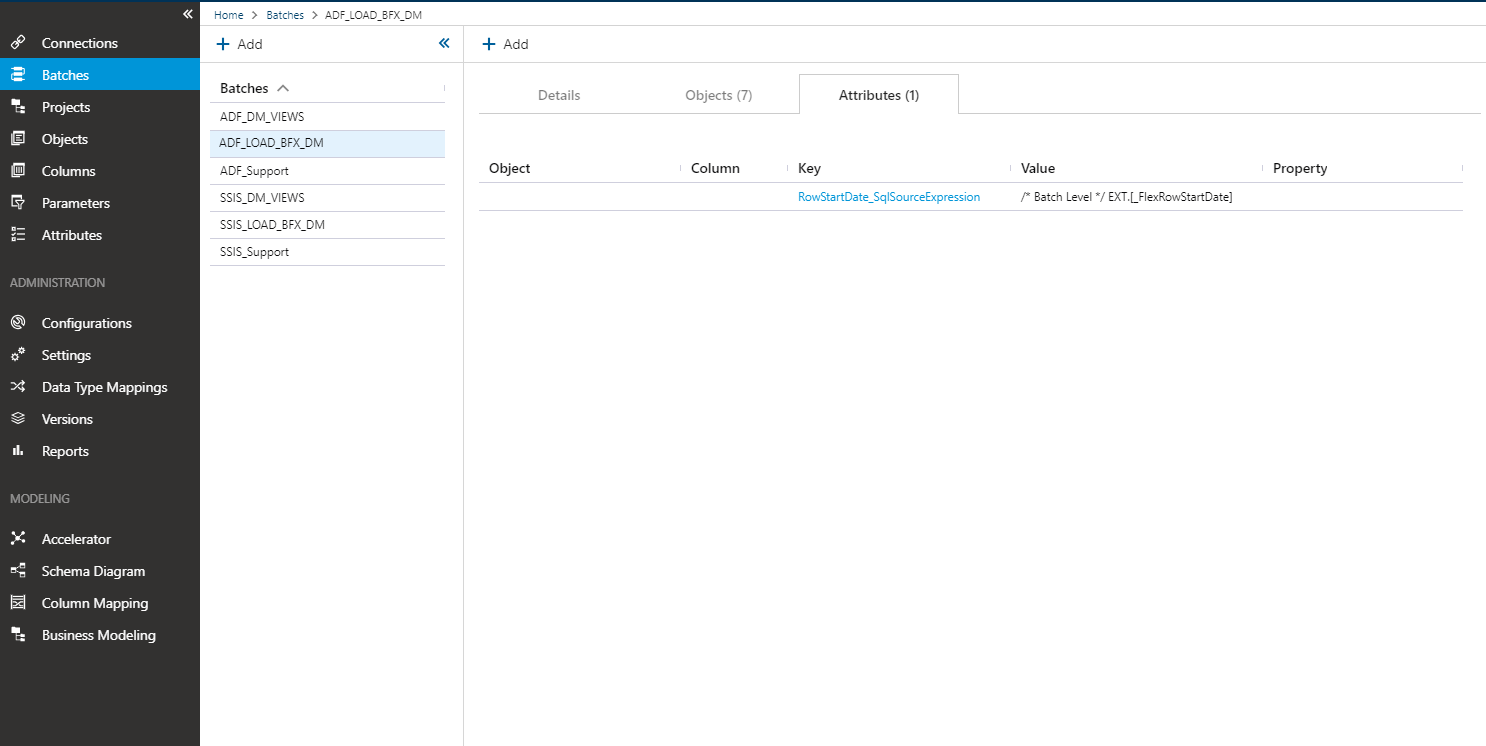 Home > Batches > ADF_LOAD_BFX_DM
Connections
Batches
Projects
Objects
Columns
Parameters
Attributes
ADMINISTRATION
Configurations
Settings
Data Type Mappings
Versions
Reports
MODELING
Accelerator
Schema Diagram
Column Mapping
Business Modeling
+ Add
Batches
ADF_DM_VIEWS
ADF_LOAD_BFX_DM
ADF_Support
SSIS_DM_VIEWS
SSIS_LOAD_BFX_DM
SSIS_Support
+ Add
Details Objects (7) Attributes (1)
Object Column Key Value Property
RowStartDate_SqlSourceExpression /* Batch Level */ EXT.[_FlexRowStartDate]